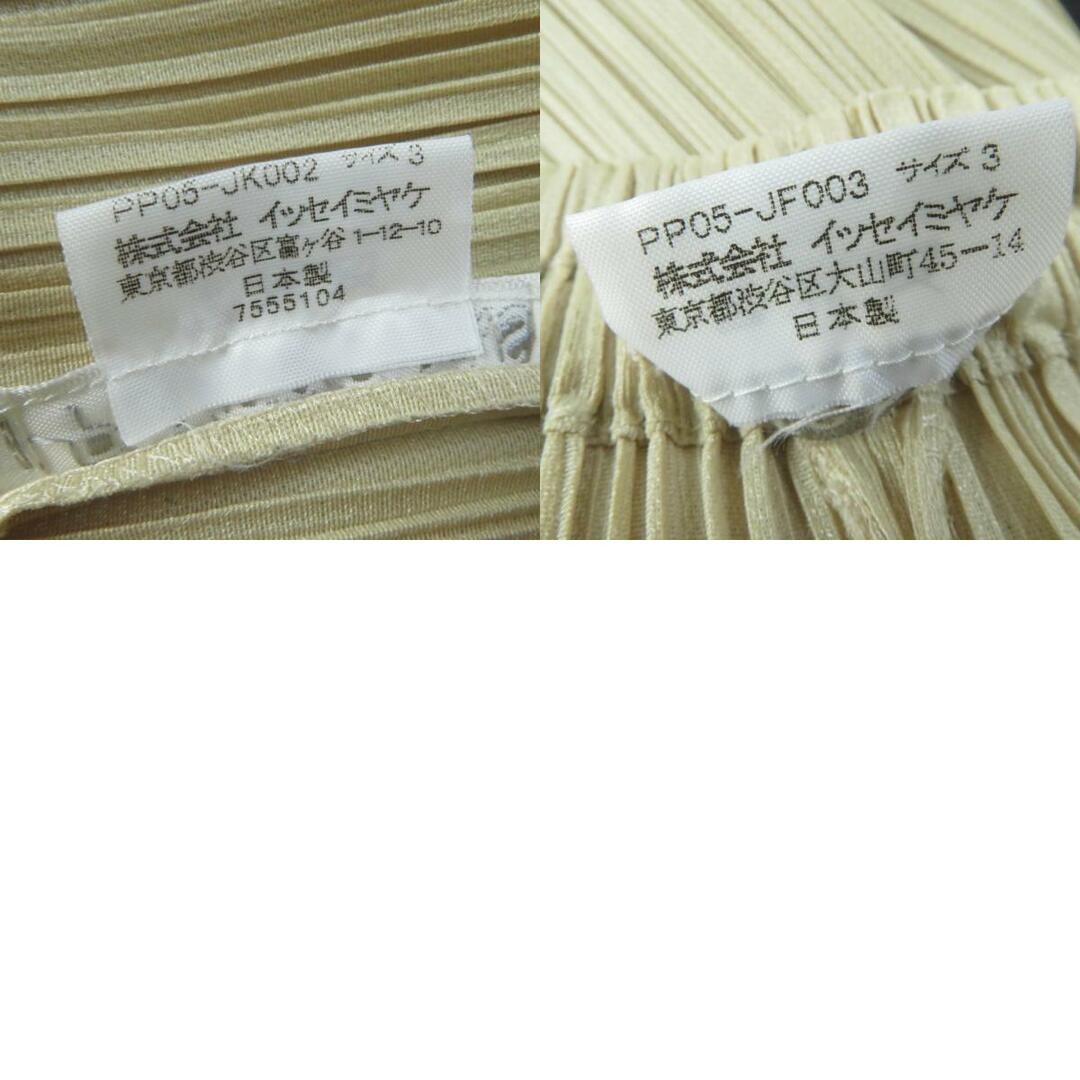 PP05-JK002 サイズ 3
株式会社 イッセイミヤケ
東京都渋谷区富ヶ谷1-12-10
日本製
7555104
PP05-JF003 サイズ 3
株式会社 イッセイミヤケ
東京都渋谷区大山町45-14
日本製